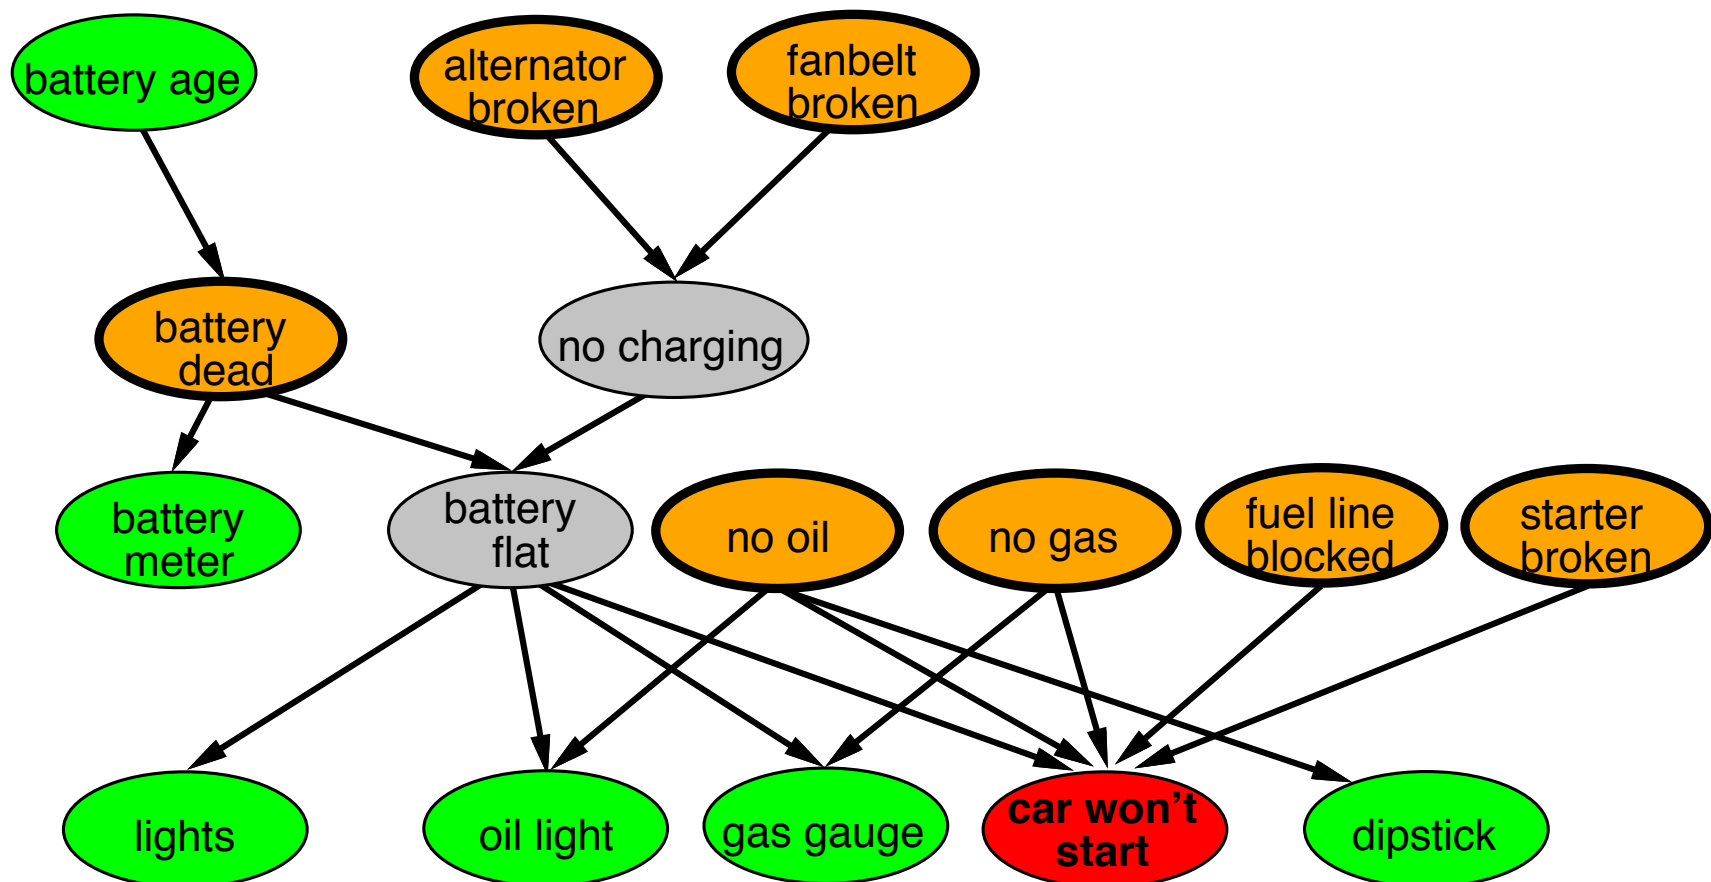 battery age
alternator
broken
fanbelt
broken
battery
dead
no charging
battery
meter
battery
flat
no oil
no gas
fuel line
blocked
starter
broken
lights
oil light
gas gauge
car won't
start
dipstick